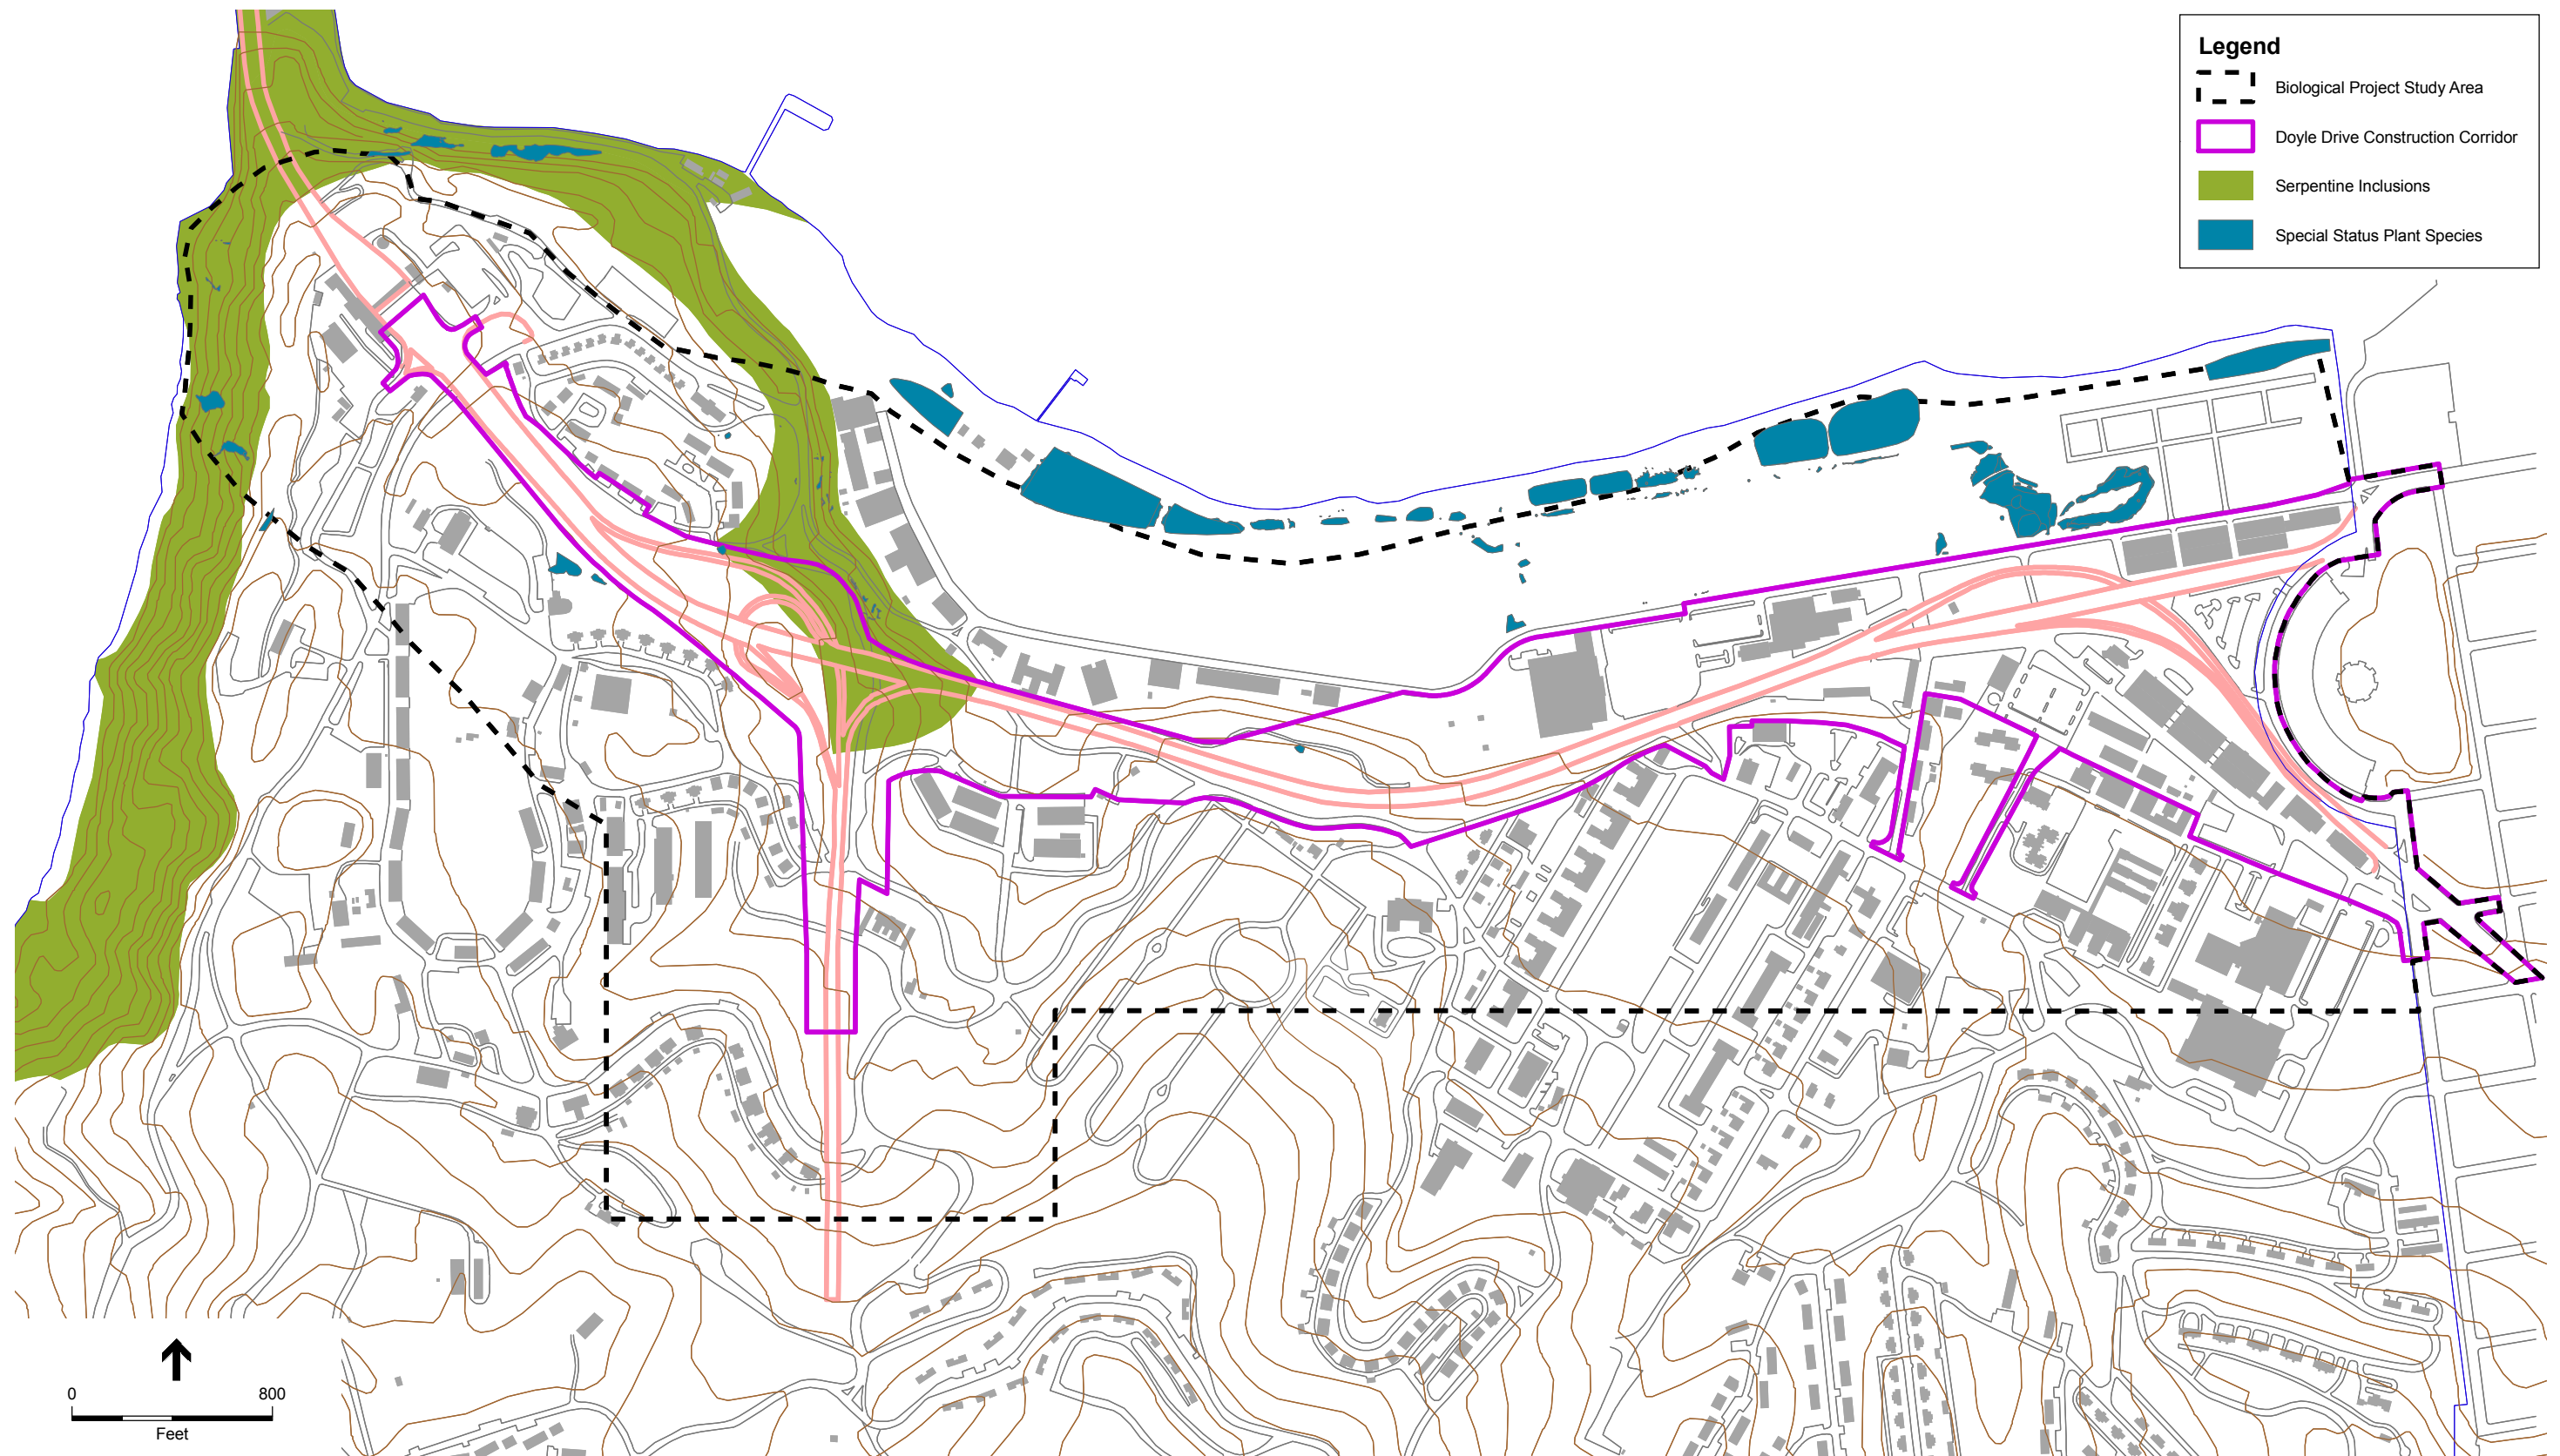 Legend
Biological Project Study Area
Doyle Drive Construction Corridor
Serpentine Inclusions
Special Status Plant Species
0 800
Feet